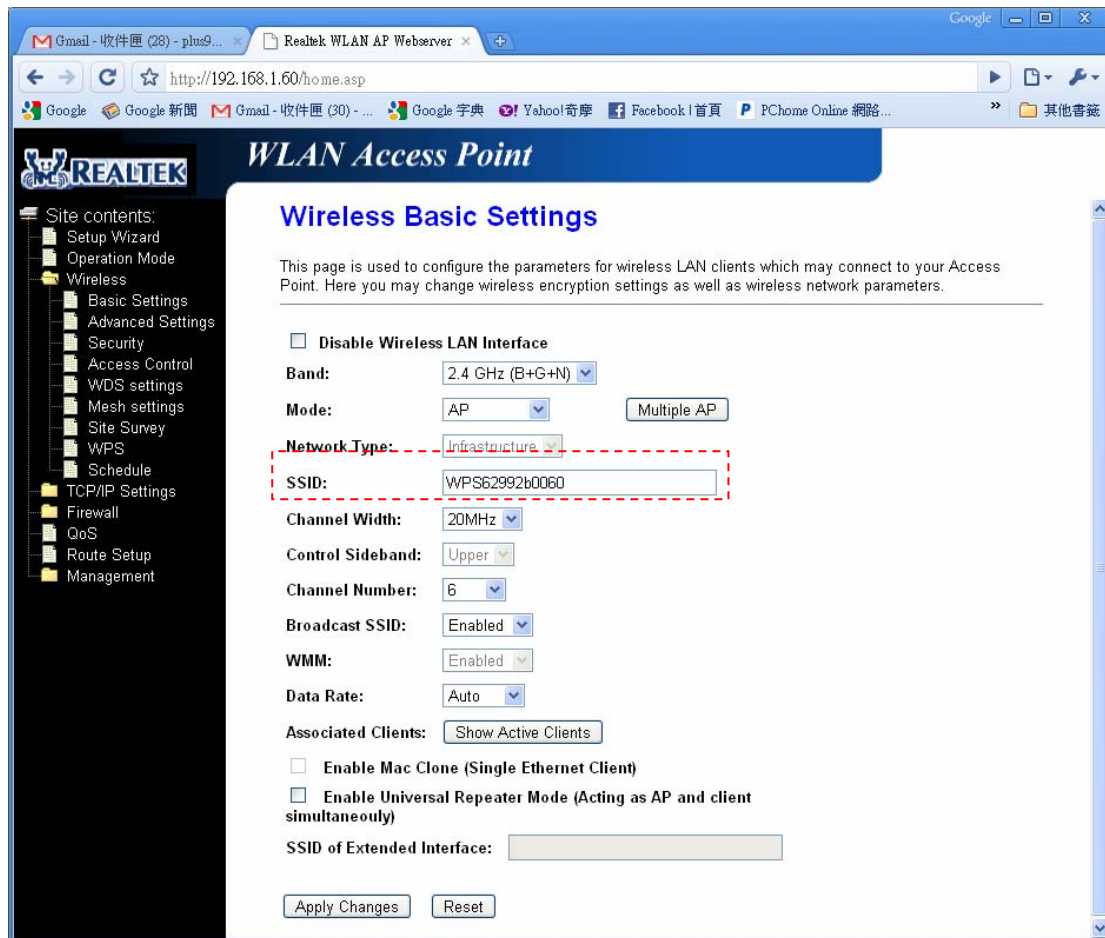 Google
Gmail - 收件匣 (28) - plus9...
Realtek WLAN AP Webserver
http://192.168.1.60/home.asp
Google
Google 新聞
Gmail - 收件匣 (30) - ...
Google 字典
Yahoo!奇摩
Facebook | 首頁
PChome Online 網路...
»
其他書籤
REALTEK
WLAN Access Point
Site contents:
Setup Wizard
Operation Mode
Wireless
Basic Settings
Advanced Settings
Security
Access Control
WDS settings
Mesh settings
Site Survey
WPS
Schedule
TCP/IP Settings
Firewall
QoS
Route Setup
Management
Wireless Basic Settings
This page is used to configure the parameters for wireless LAN clients which may connect to your Access
Point. Here you may change wireless encryption settings as well as wireless network parameters.
Disable Wireless LAN Interface
Band: 2.4 GHz (B+G+N)
Mode: AP Multiple AP
Network Type: Infrastructure
SSID: WPS62992b0060
Channel Width: 20MHz
Control Sideband: Upper
Channel Number: 6
Broadcast SSID: Enabled
WMM: Enabled
Data Rate: Auto
Associated Clients: Show Active Clients
Enable Mac Clone (Single Ethernet Client)
Enable Universal Repeater Mode (Acting as AP and client
simultaneouly)
SSID of Extended Interface:
Apply Changes Reset